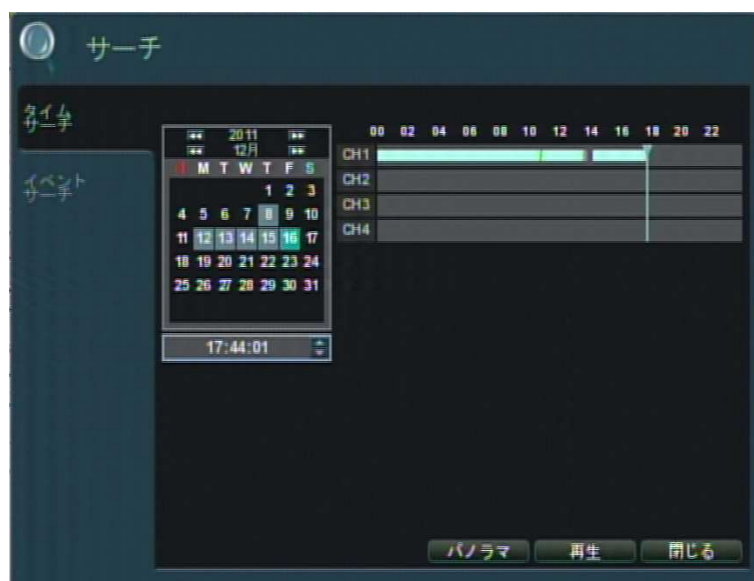 サーチ
タイム
サーチ
イベント
サーチ
2011
12月
S M T W T F S
1 2 3
4 5 6 7 8 9 10
11 12 13 14 15 16 17
18 19 20 21 22 23 24
25 26 27 28 29 30 31
17:44:01
00 02 04 06 08 10 12 14 16 18 20 22
CH1
CH2
CH3
CH4
パノラマ 再生 閉じる